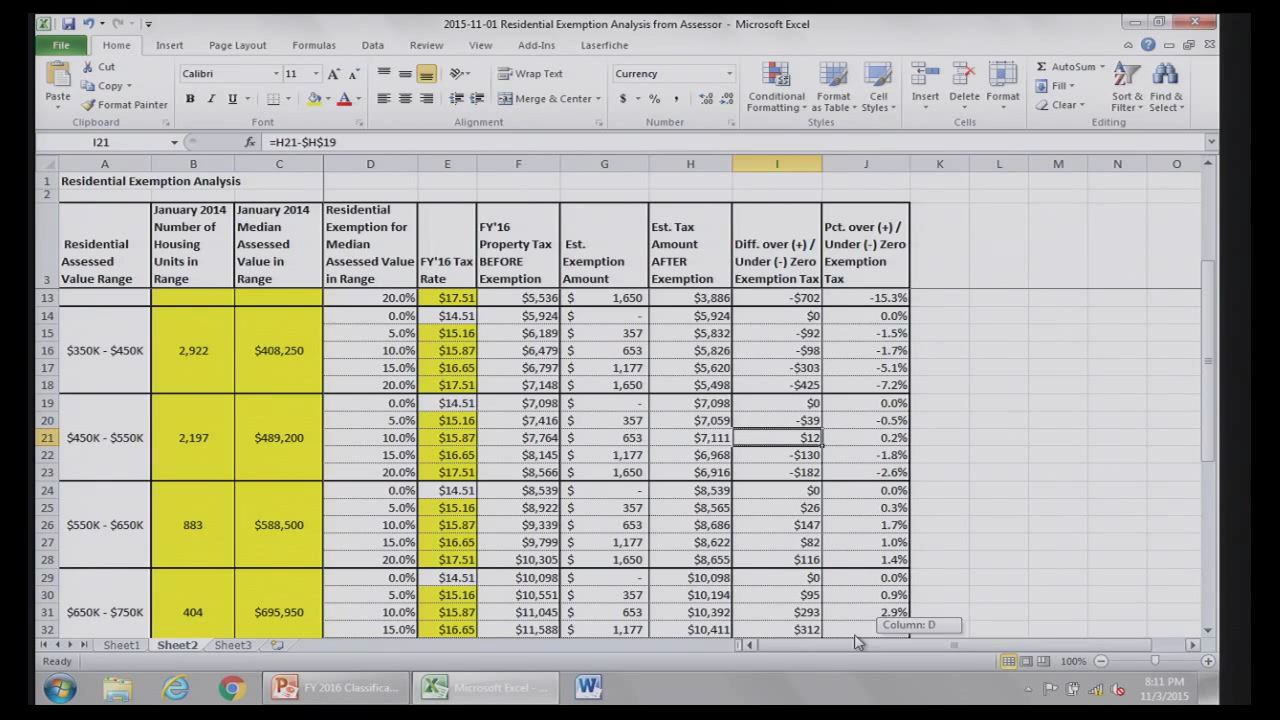 2015-11-01 Residential Exemption Analysis from Assessor - Microsoft Excel
File Home Insert Page Layout Formulas Data Review View Add-Ins Laserfiche
Paste Cut Copy Format Painter Calibri 11 B I U Wrap Text Merge & Center Currency $ % , Conditional Formatting Format as Table Cell Styles Insert Delete Format Σ AutoSum Fill Clear Sort & Filter Find & Select
Clipboard Font Alignment Number Styles Cells Editing
I21 fx =H21-$H$19
A B C D E F G H I J K L M N O
1 Residential Exemption Analysis
2
3 Residential Assessed Value Range January 2014 Number of Housing Units in Range January 2014 Median Assessed Value in Range Residential Exemption for Median Assessed Value in Range FY'16 Tax Rate FY'16 Property Tax BEFORE Exemption Est. Exemption Amount Est. Tax Amount AFTER Exemption Diff. over (+) / Under (-) Zero Exemption Tax Pct. over (+) / Under (-) Zero Exemption Tax
13 20.0% $17.51 $5,536 $ 1,650 $3,886 -$702 -15.3%
14 0.0% $14.51 $5,924 $ - $5,924 $0 0.0%
15 5.0% $15.16 $6,189 $ 357 $5,832 -$92 -1.5%
16 $350K - $450K 2,922 $408,250 10.0% $15.87 $6,479 $ 653 $5,826 -$98 -1.7%
17 15.0% $16.65 $6,797 $ 1,177 $5,620 -$303 -5.1%
18 20.0% $17.51 $7,148 $ 1,650 $5,498 -$425 -7.2%
19 0.0% $14.51 $7,098 $ - $7,098 $0 0.0%
20 5.0% $15.16 $7,416 $ 357 $7,059 -$39 -0.5%
21 $450K - $550K 2,197 $489,200 10.0% $15.87 $7,764 $ 653 $7,111 $12 0.2%
22 15.0% $16.65 $8,145 $ 1,177 $6,968 -$130 -1.8%
23 20.0% $17.51 $8,566 $ 1,650 $6,916 -$182 -2.6%
24 0.0% $14.51 $8,539 $ - $8,539 $0 0.0%
25 5.0% $15.16 $8,922 $ 357 $8,565 $26 0.3%
26 $550K - $650K 883 $588,500 10.0% $15.87 $9,339 $ 653 $8,686 $147 1.7%
27 15.0% $16.65 $9,799 $ 1,177 $8,622 $82 1.0%
28 20.0% $17.51 $10,305 $ 1,650 $8,655 $116 1.4%
29 0.0% $14.51 $10,098 $ - $10,098 $0 0.0%
30 5.0% $15.16 $10,551 $ 357 $10,194 $95 0.9%
31 $650K - $750K 404 $695,950 10.0% $15.87 $11,045 $ 653 $10,392 $293 2.9%
32 15.0% $16.65 $11,588 $ 1,177 $10,411 $312
Column: D
Sheet1 Sheet2 Sheet3
Ready 100%
FY 2016 Classifica... Microsoft Excel - ... 8:11 PM
11/3/2015